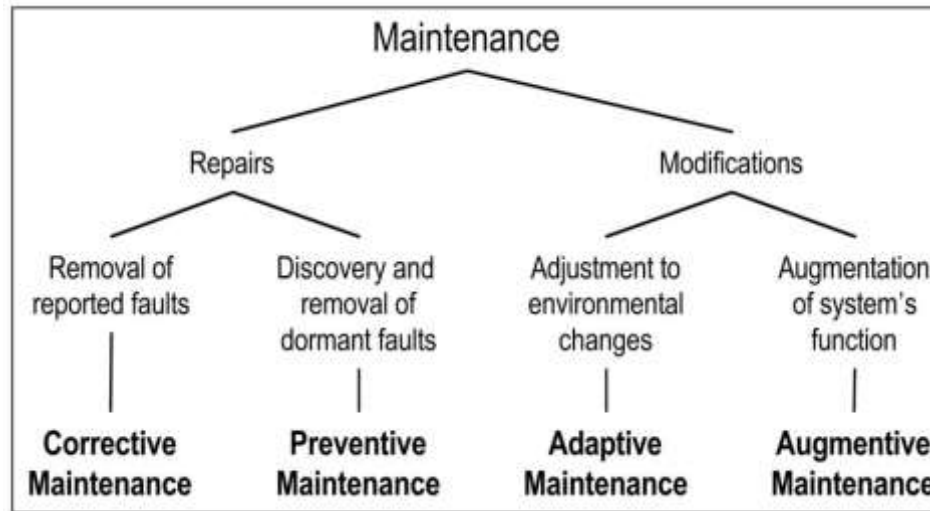 Maintenance
Repairs
Modifications
Removal of
reported faults
Discovery and
removal of
dormant faults
Adjustment to
environmental
changes
Augmentation
of system's
function
Corrective
Maintenance
Preventive
Maintenance
Adaptive
Maintenance
Augmentive
Maintenance